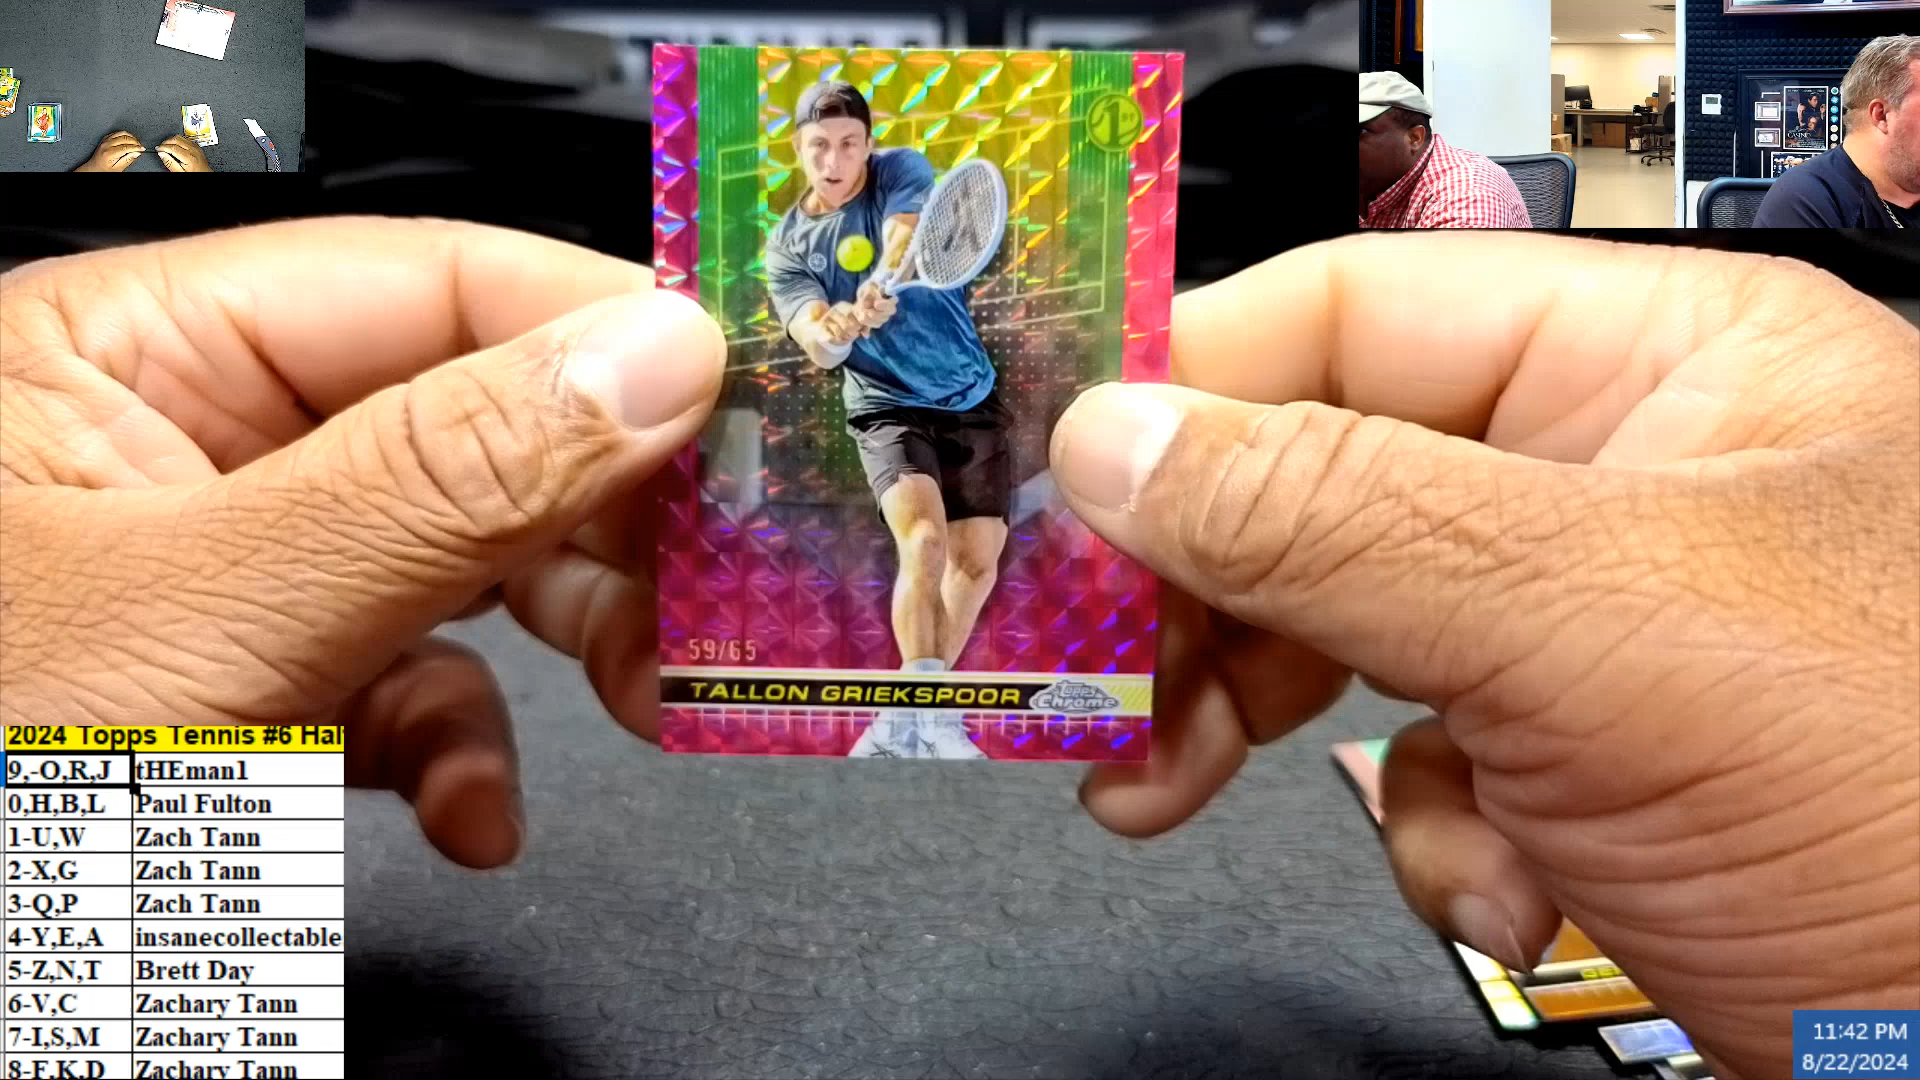 1ST
59/65
TALLON GRIEKSPOOR
Topps Chrome
CASINO
2024 Topps Tennis #6 Hal
9,-O,R,J tHEman1
0,H,B,L Paul Fulton
1-U,W Zach Tann
2-X,G Zach Tann
3-Q,P Zach Tann
4-Y,E,A insanecollectable
5-Z,N,T Brett Day
6-V,C Zachary Tann
7-I,S,M Zachary Tann
8-F,K,D Zachary Tann
11:42 PM
8/22/2024